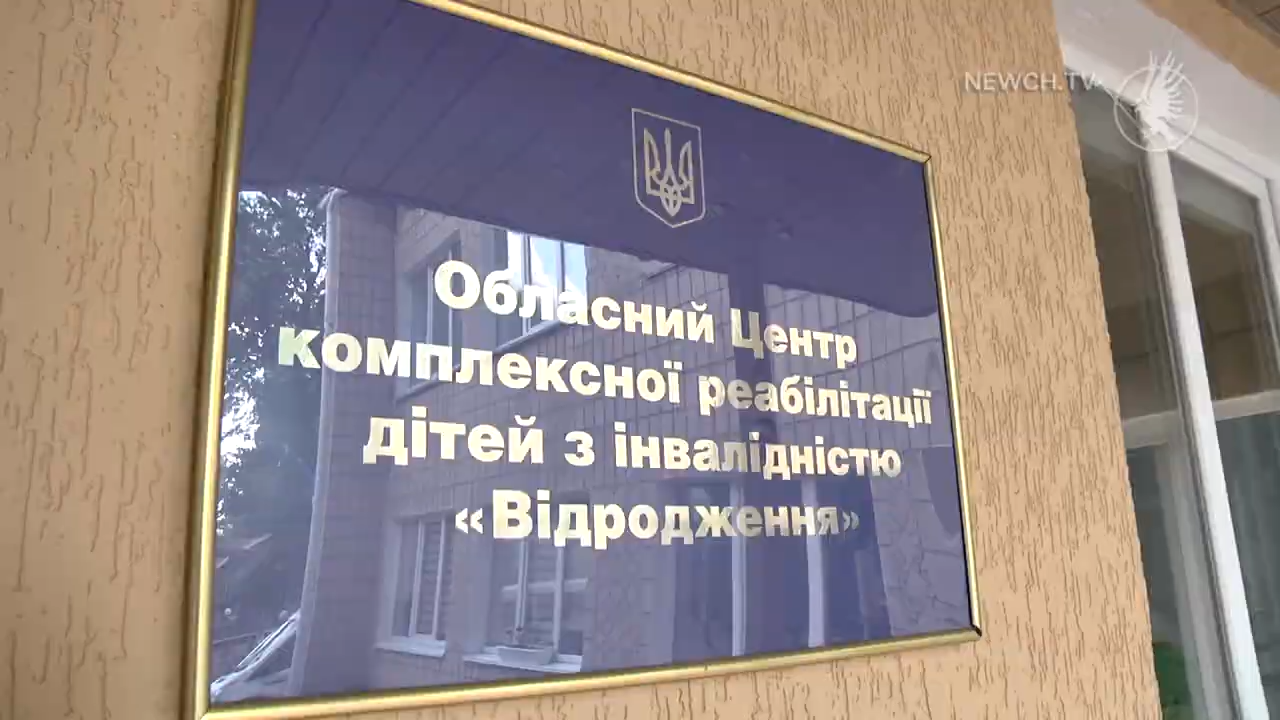 NEWCH.TV
Обласний Центр
комплексної реабілітації
дітей з інвалідністю
«Відродження»